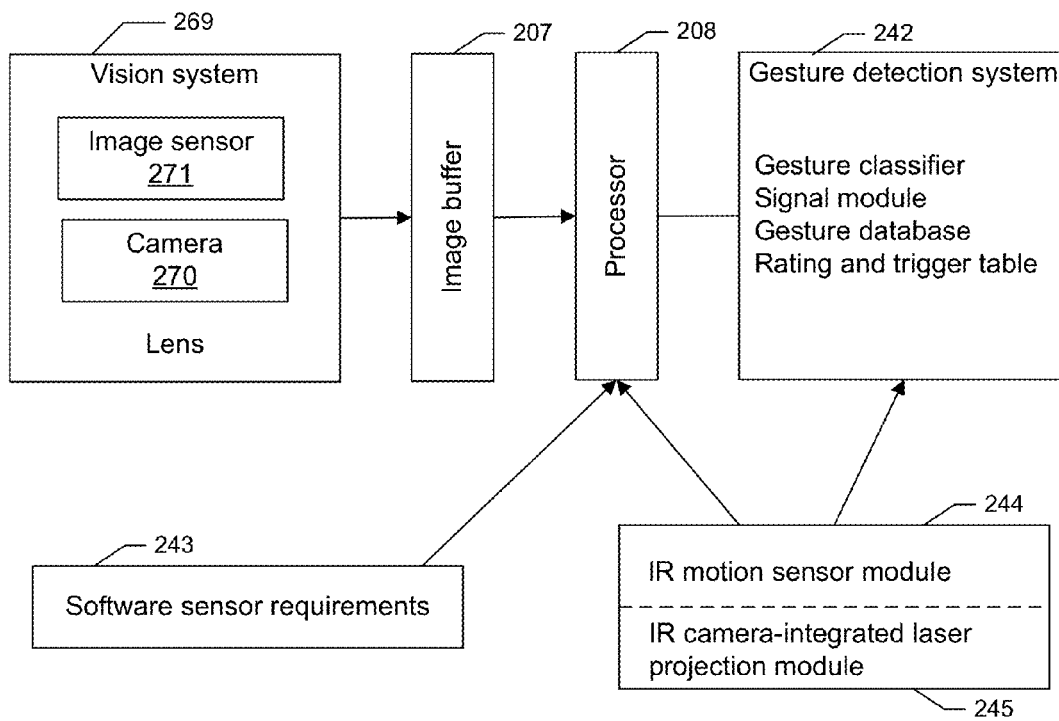 269
207
208
242
Vision system
Image sensor
271
Camera
270
Lens
Image buffer
Processor
Gesture detection system
Gesture classifier
Signal module
Gesture database
Rating and trigger table
243
Software sensor requirements
244
IR motion sensor module
IR camera-integrated laser
projection module
245